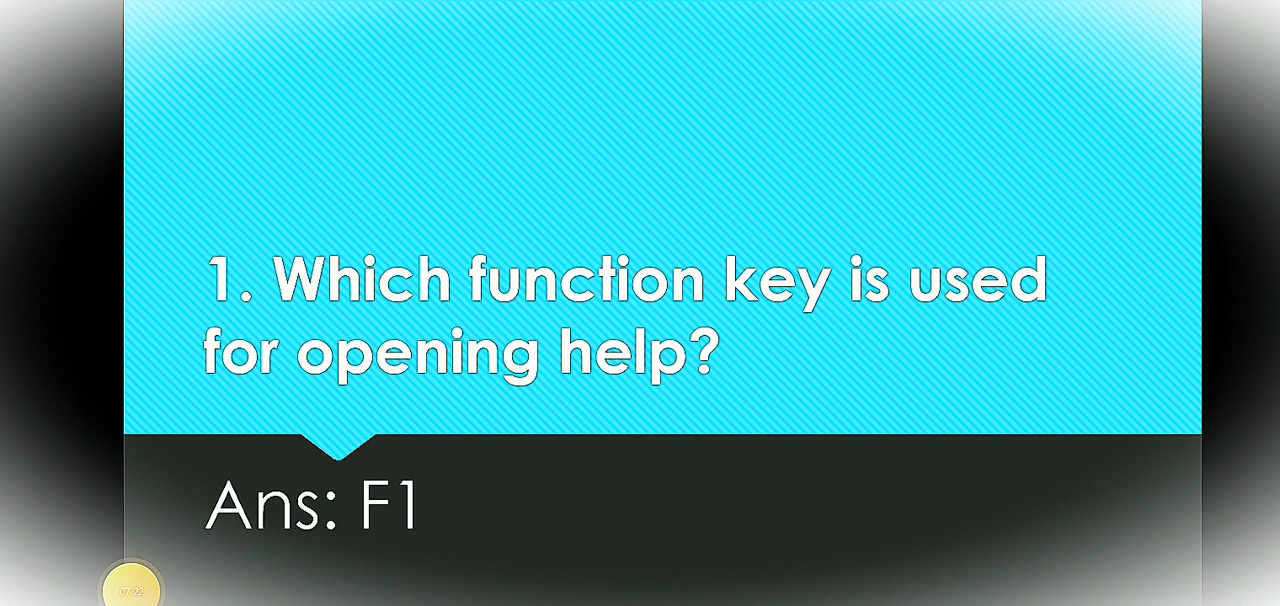 1. Which function key is used
for opening help?
Ans: F1